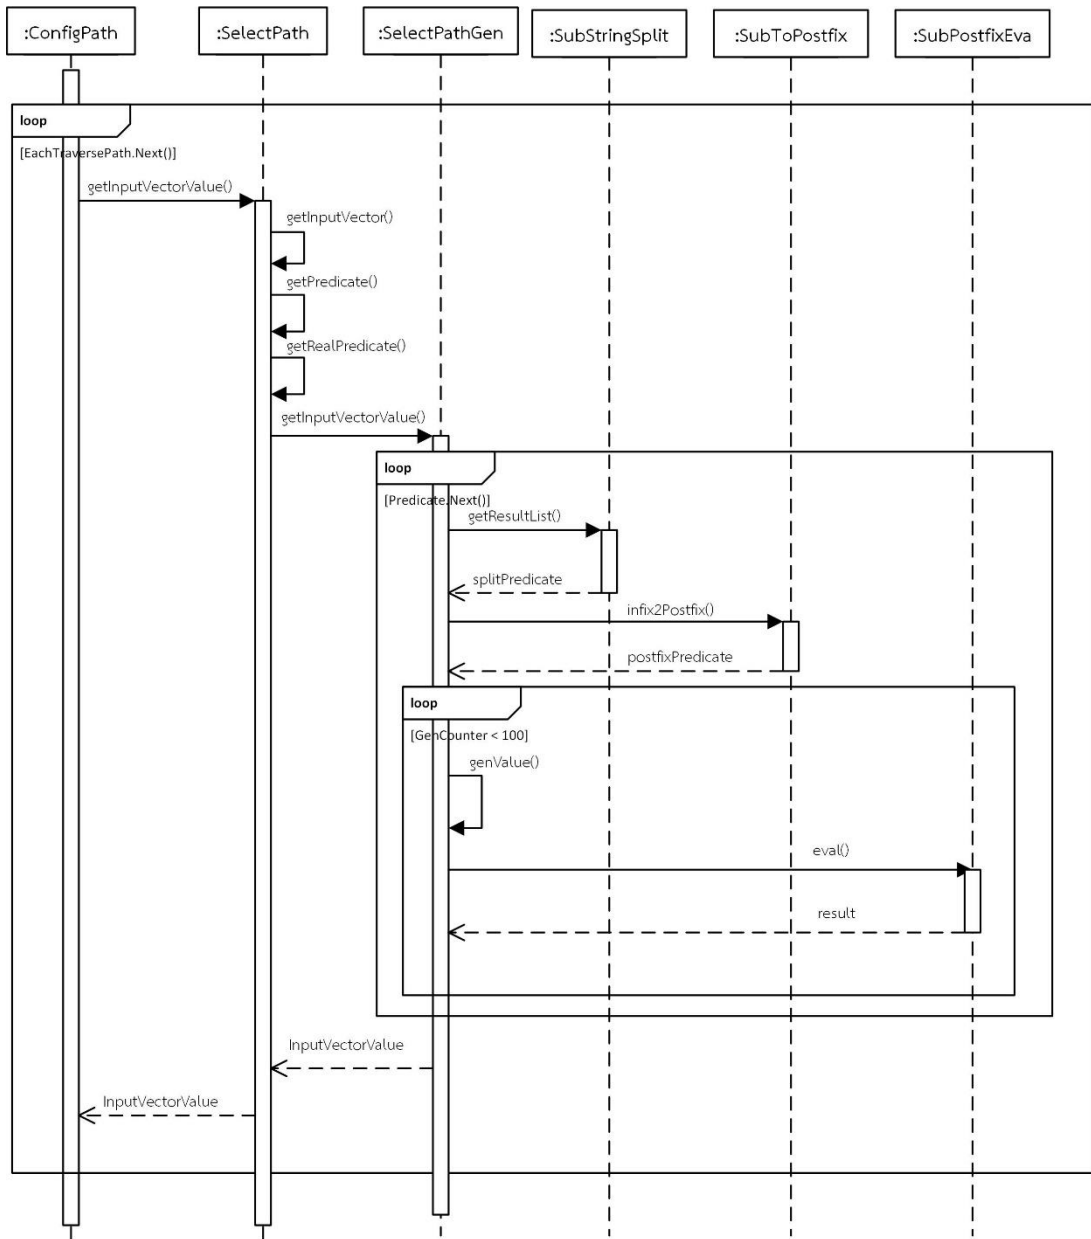 :ConfigPath
:SelectPath
:SelectPathGen
:SubStringSplit
:SubToPostfix
:SubPostfixEva
loop
[EachTraversePath.Next()]
getInputVectorValue()
getInputVector()
getPredicate()
getRealPredicate()
getInputVectorValue()
loop
[Predicate.Next()]
getResultList()
splitPredicate
infix2Postfix()
postfixPredicate
loop
[GenCounter < 100]
genValue()
eval()
result
InputVectorValue
InputVectorValue